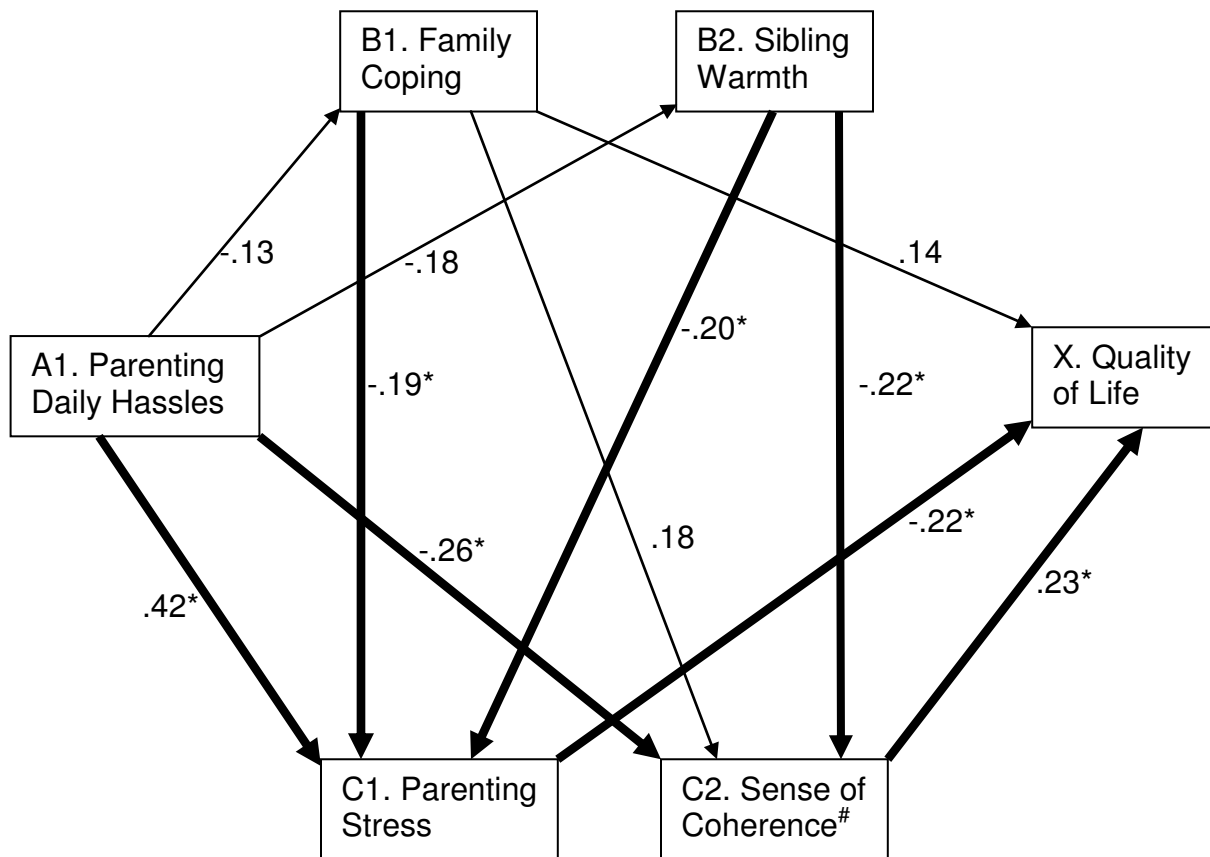 B1. Family
Coping
B2. Sibling
Warmth
-.13
-.18
.14
-.20*
A1. Parenting
Daily Hassles
-.19*
-.22*
X. Quality
of Life
-.26*
.18
-.22*
.42*
.23*
C1. Parenting
Stress
C2. Sense of
Coherence#